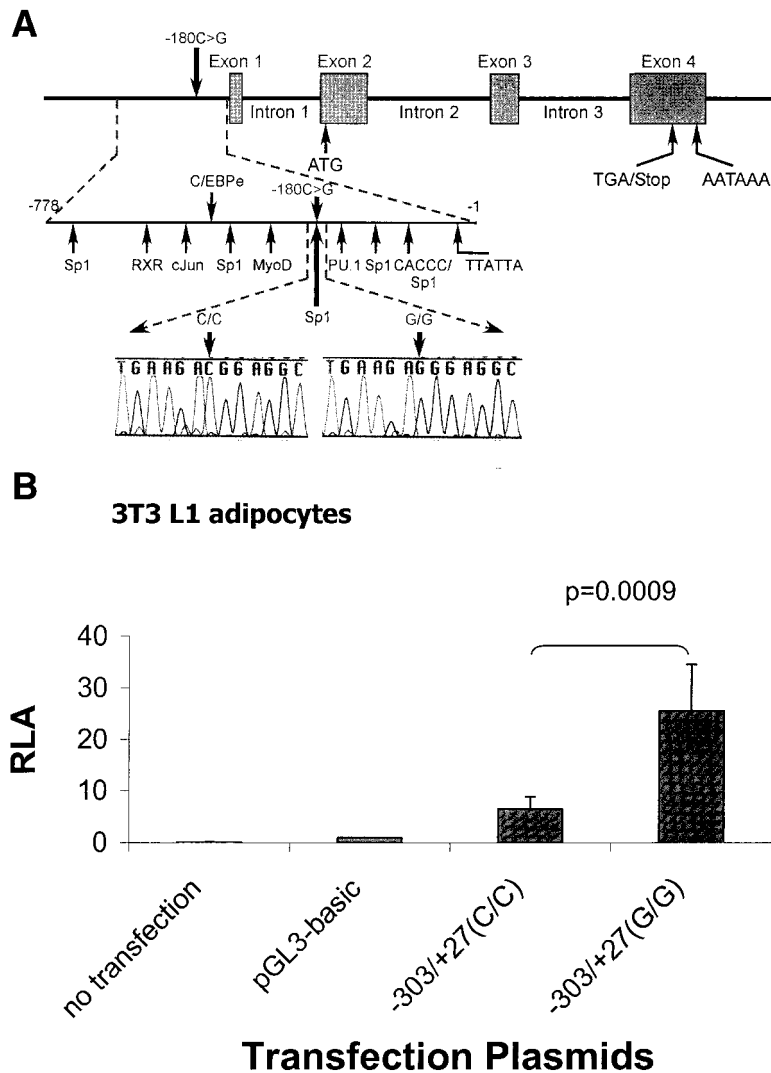 A
-180C>G
Exon 1 Exon 2 Exon 3 Exon 4
Intron 1 Intron 2 Intron 3
ATG
TGA/Stop AATAAA
C/EBPe -180C>G
-778 -1
Sp1 RXR cJun Sp1 MyoD PU.1 Sp1 CACCC/ TTATTA
Sp1
Sp1
C/C G/G
T G A A G A C G G A G G C T G A A G A G G G A G G C
B
3T3 L1 adipocytes
p=0.0009
40
30
20
10
0
RLA
no transfection
pGL3-basic
-303/+27(C/C)
-303/+27(G/G)
Transfection Plasmids